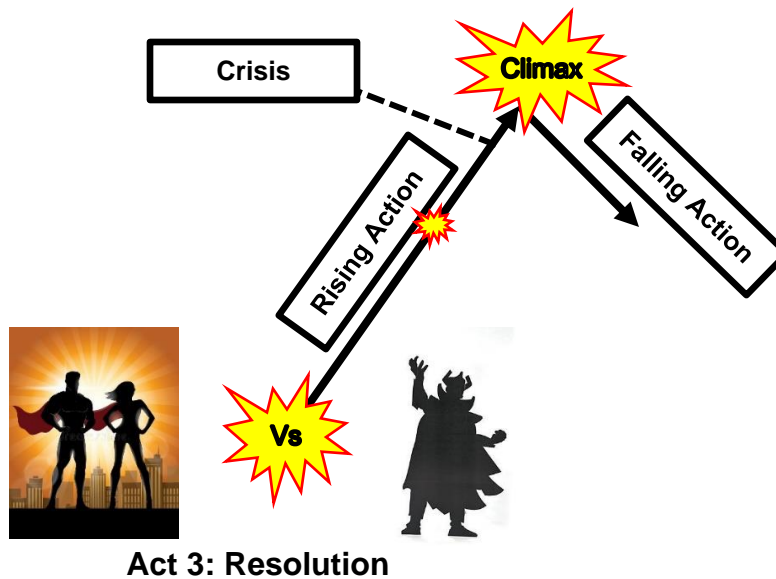 Crisis
Climax
Rising Action
Falling Action
Vs
Act 3: Resolution